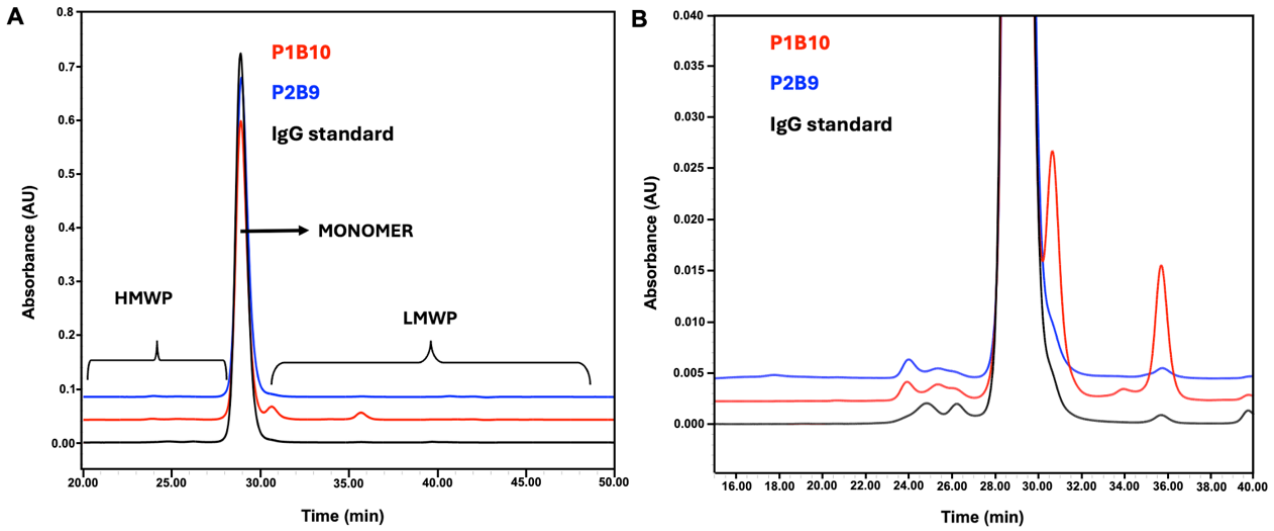 A
0.8
0.7
0.6
0.5
0.4
0.3
0.2
0.1
0.00
Absorbance (AU)
P1B10
P2B9
IgG standard
MONOMER
HMWP
LMWP
20.00 25.00 30.00 35.00 40.00 45.00 50.00
Time (min)
B
0.040
0.035
0.030
0.025
0.020
0.015
0.010
0.005
0.000
Absorbance (AU)
P1B10
P2B9
IgG standard
16.00 18.00 20.00 22.00 24.00 26.00 28.00 30.00 32.00 34.00 36.00 38.00 40.00
Time (min)